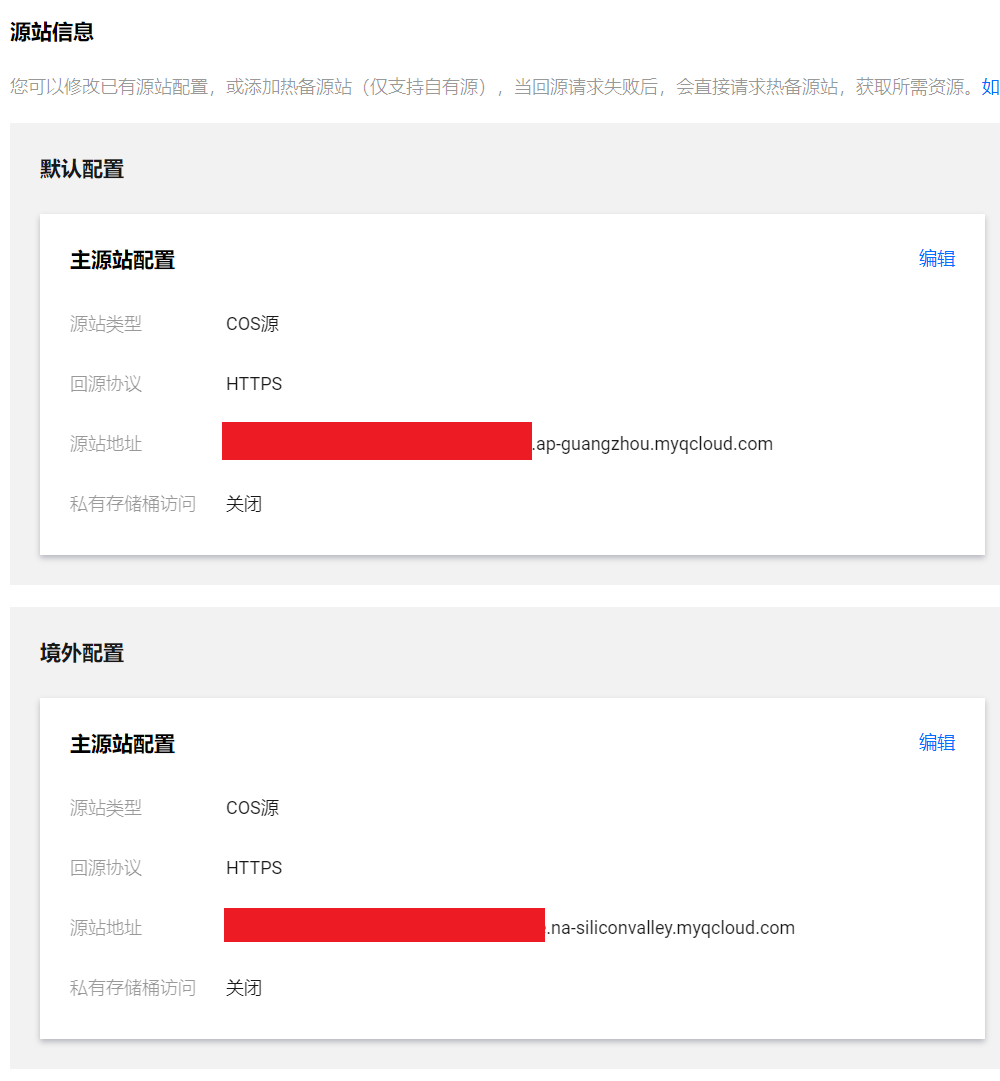 源站信息
您可以修改已有源站配置，或添加热备源站（仅支持自有源），当回源请求失败后，会直接请求热备源站，获取所需资源。如
默认配置
主源站配置 编辑
源站类型 COS源
回源协议 HTTPS
源站地址 .ap-guangzhou.myqcloud.com
私有存储桶访问 关闭
境外配置
主源站配置 编辑
源站类型 COS源
回源协议 HTTPS
源站地址 .na-siliconvalley.myqcloud.com
私有存储桶访问 关闭